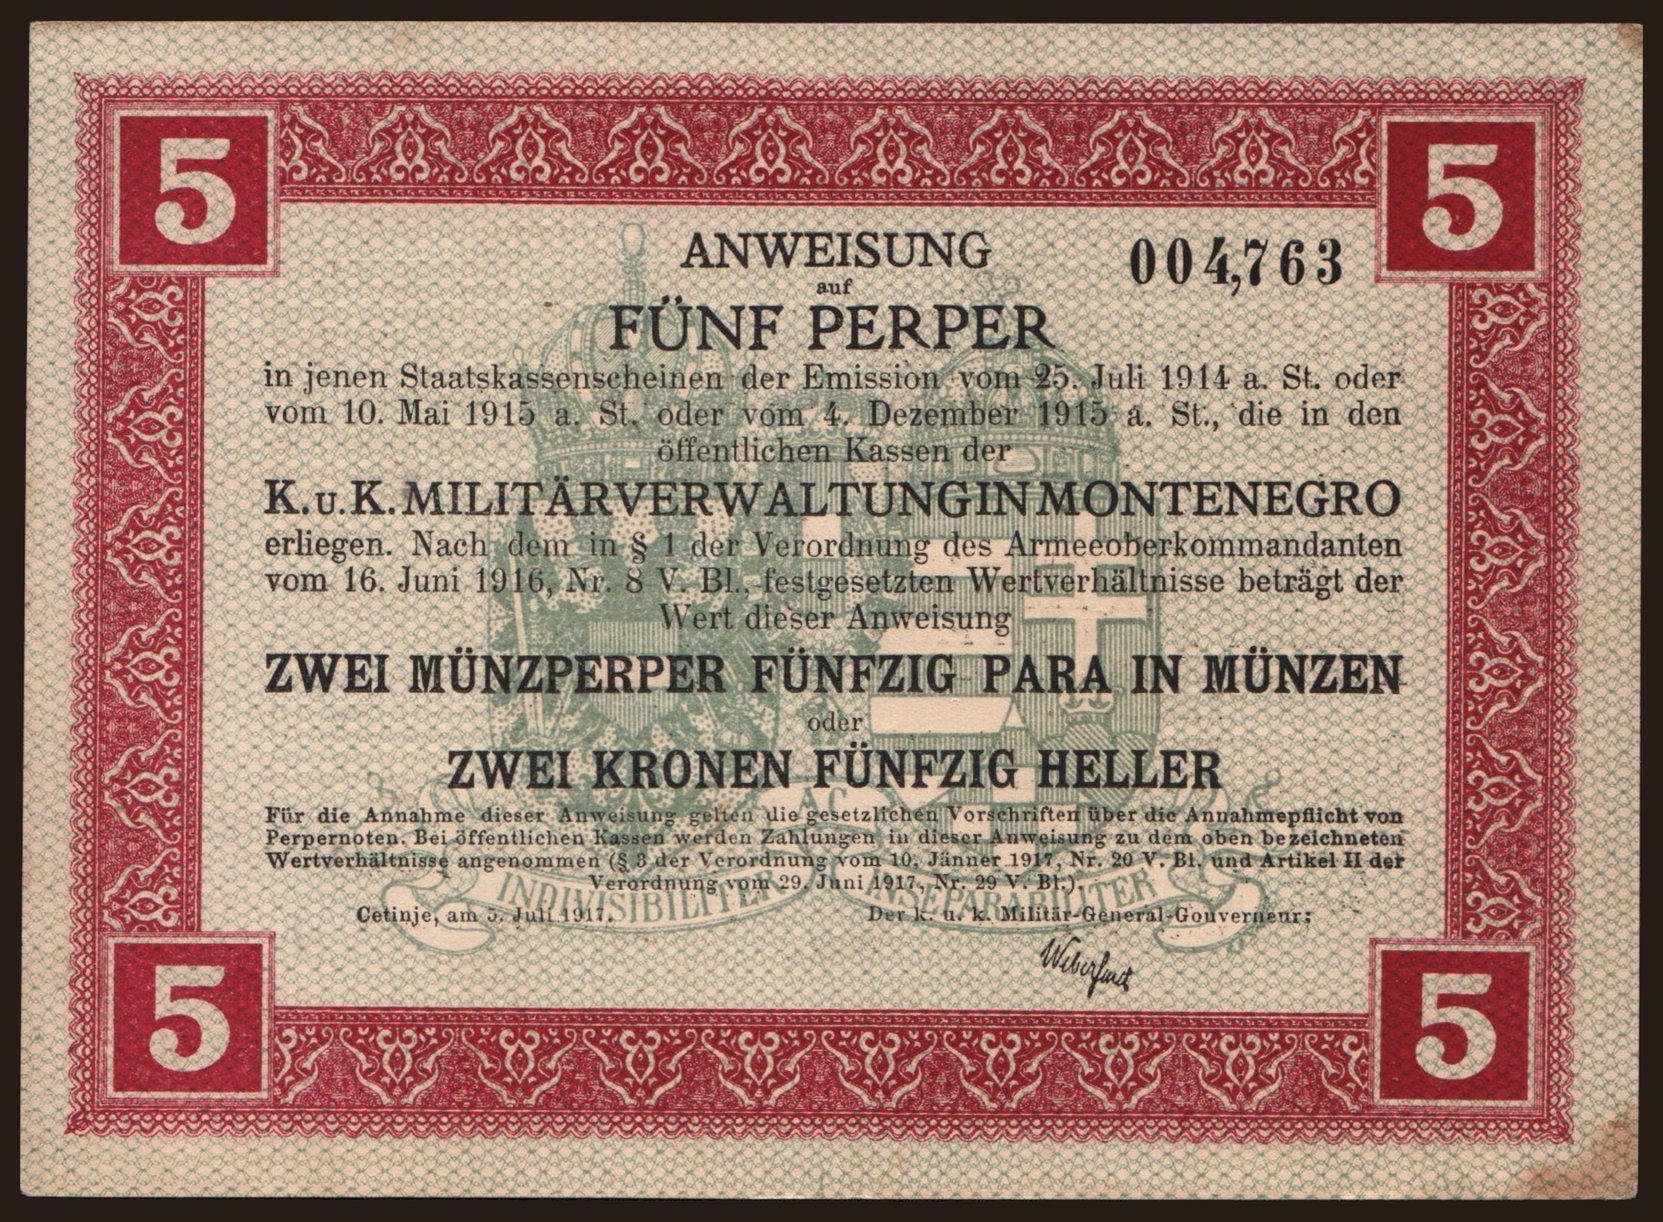 5
5
ANWEISUNG
004,763
auf
FÜNF PERPER
in jenen Staatskassenscheinen der Emission vom 25. Juli 1914 a. St. oder
vom 10. Mai 1915 a. St. oder vom 4. Dezember 1915 a. St., die in den
öffentlichen Kassen der
K.u.K. MILITÄRVERWALTUNG IN MONTENEGRO
erliegen. Nach dem in § 1 der Verordnung des Armeeoberkommandanten
vom 16. Juni 1916, Nr. 8 V. Bl., festgesetzten Wertverhältnisse beträgt der
Wert dieser Anweisung
ZWEI MÜNZPERPER FÜNFZIG PARA IN MÜNZEN
oder
ZWEI KRONEN FÜNFZIG HELLER
AC
Für die Annahme dieser Anweisung gelten die gesetzlichen Vorschriften über die Annahmepflicht von
Perpernoten. Bei öffentlichen Kassen werden Zahlungen in dieser Anweisung zu dem oben bezeichneten
Wertverhältnisse angenommen (§ 3 der Verordnung vom 10. Jänner 1917, Nr. 20 V. Bl. und Artikel II der
Verordnung vom 29. Juni 1917, Nr. 29 V. Bl.).
INDIVISIBILITER INSEPARABILITER
Cetinje, am 5. Juli 1917.
Der k. u. k. Militär-General-Gouverneur:
5
5